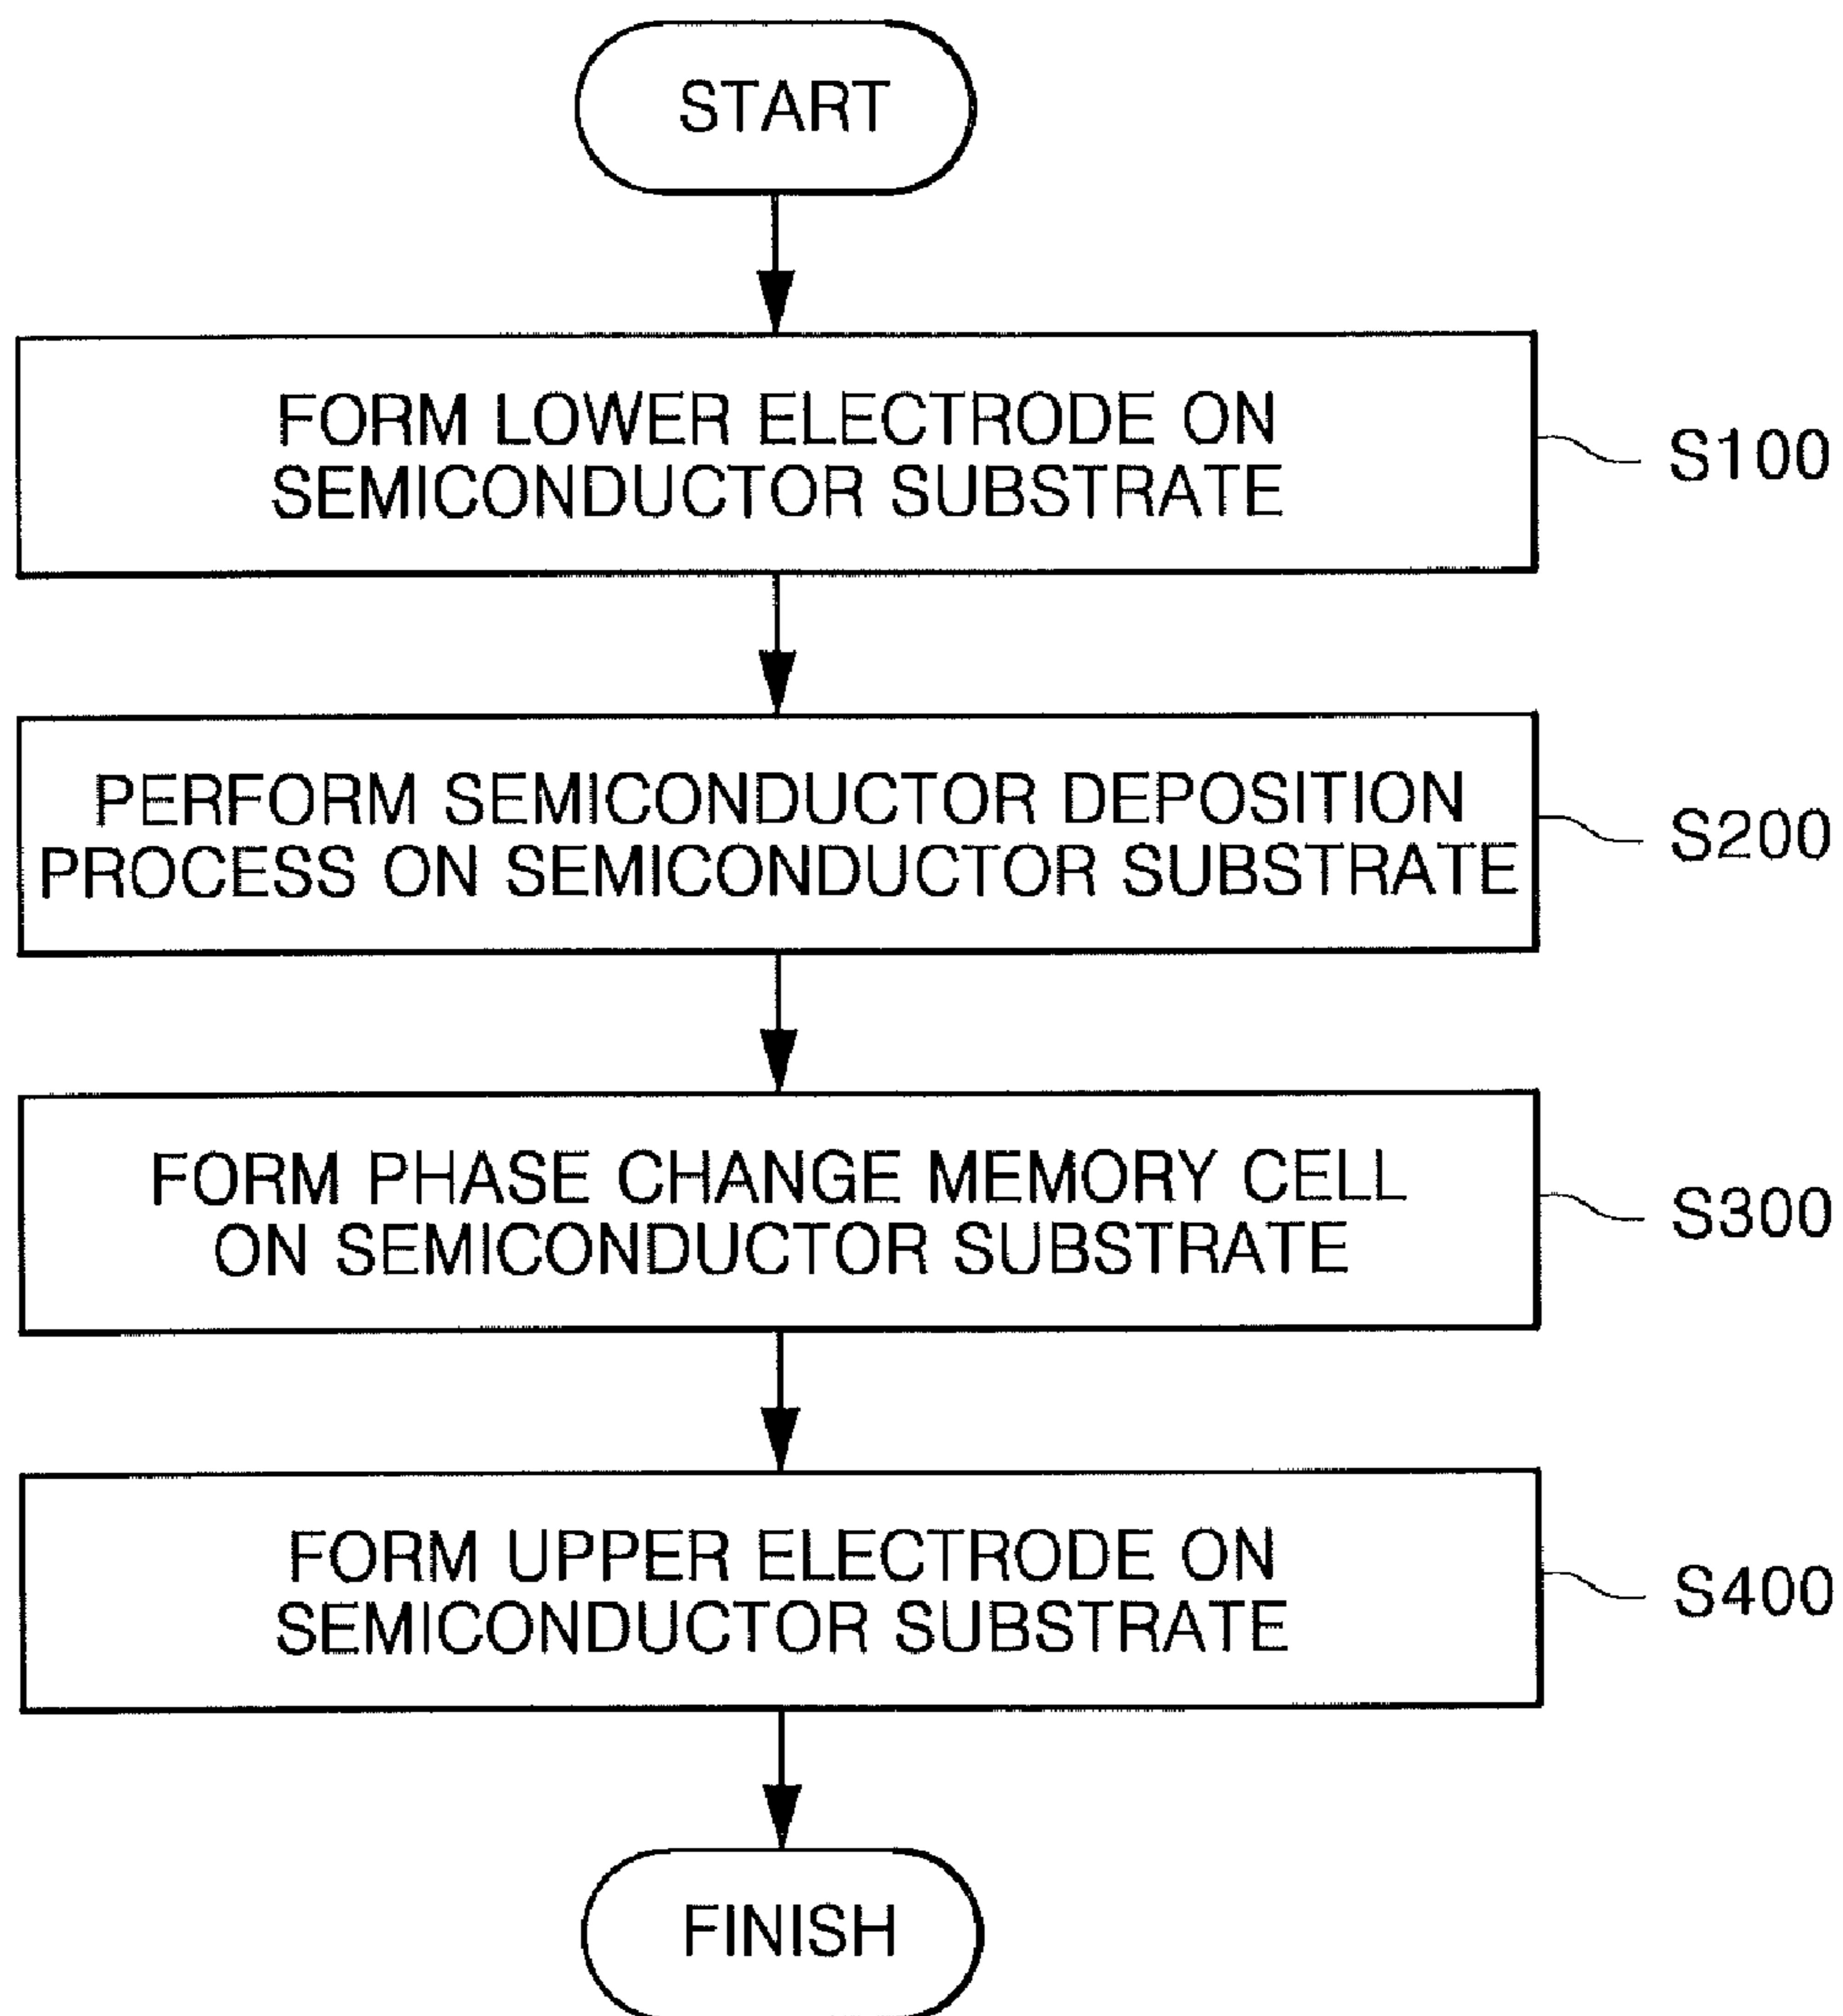 START
FORM LOWER ELECTRODE ON
SEMICONDUCTOR SUBSTRATE
S100
PERFORM SEMICONDUCTOR DEPOSITION
PROCESS ON SEMICONDUCTOR SUBSTRATE
S200
FORM PHASE CHANGE MEMORY CELL
ON SEMICONDUCTOR SUBSTRATE
S300
FORM UPPER ELECTRODE ON
SEMICONDUCTOR SUBSTRATE
S400
FINISH